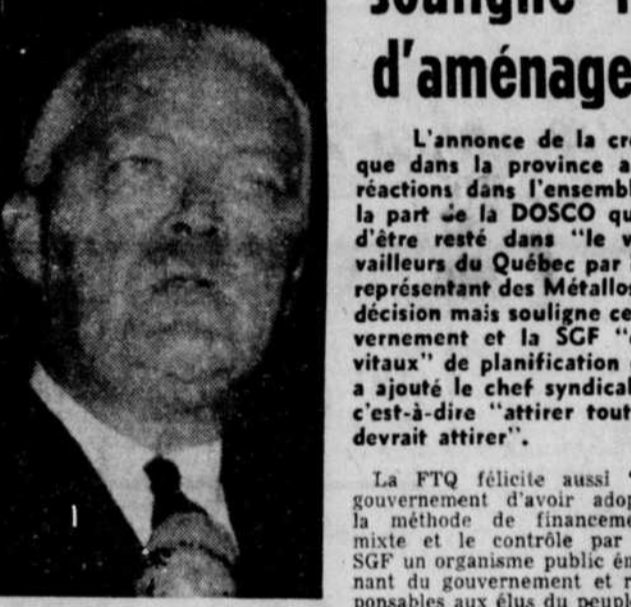 souligne
d'aménage
L'annonce de la cr
que dans la province a
réactions dans l'ensembl
la part de la DOSCO qu
d'être resté dans "le v
vailleurs du Québec par
représentant des Métallos
décision mais souligne ce
vernement et la SGF "
vitaux" de planification
a ajouté le chef syndical
c'est-à-dire "attirer tout
devrait attirer".
La FTQ félicite aussi
gouvernement d'avoir adop
la méthode de financeme
mixte et le contrôle par
SGF un organisme public ém
nant du gouvernement et r
ponsables aux élus du peuple